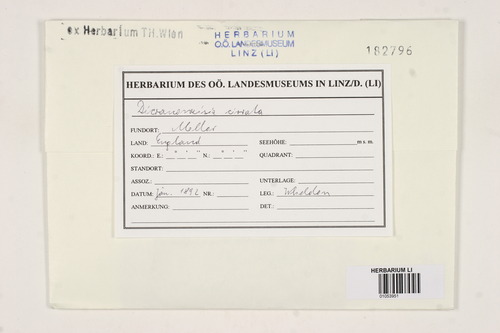 ex Herbarium TH.Wien
HERBARIUM
OÖ. LANDESMUSEUM
LINZ (LI)
182796
HERBARIUM DES OÖ. LANDESMUSEUMS IN LINZ/D. (LI)
Dicranoweisia cirrata
FUNDORT: Mellor
LAND: England SEEHÖHE: m s. m.
KOORD.: E.: ° ' " N.: ° ' " QUADRANT:
STANDORT:
ASSOZ.: UNTERLAGE:
DATUM: Jän. 1892 NR.: LEG.: Whelden
ANMERKUNG: DET.:
HERBARIUM LI
01053951